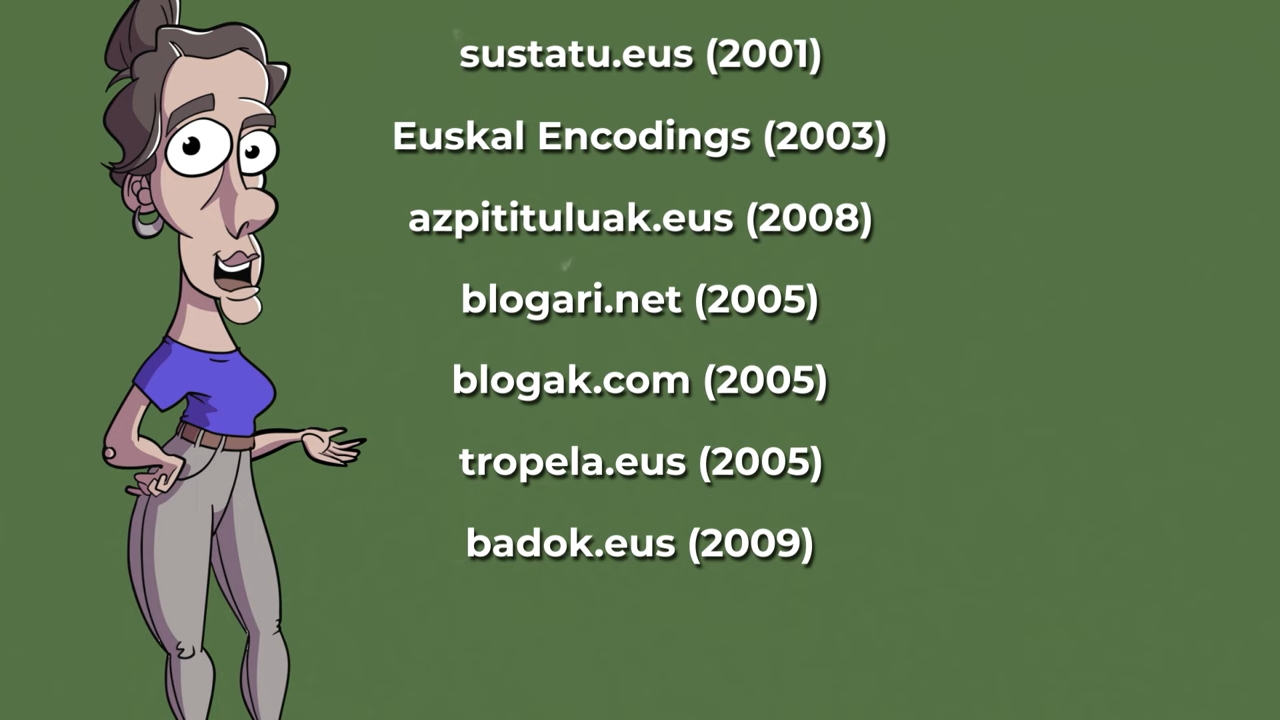 sustatu.eus (2001)
Euskal Encodings (2003)
azpitituluak.eus (2008)
blogari.net (2005)
blogak.com (2005)
tropela.eus (2005)
badok.eus (2009)